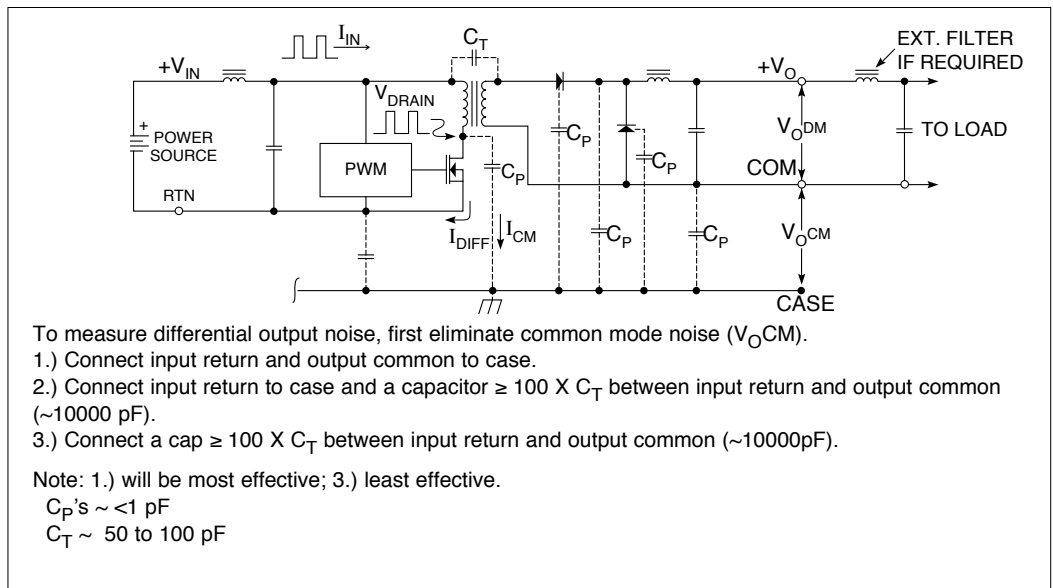 I_IN
C_T
EXT. FILTER
IF REQUIRED
+V_IN
+V_O
V_DRAIN
+
POWER
SOURCE
PWM
C_P
C_P
C_P
V_O DM
TO LOAD
COM
RTN
I_DIFF
I_CM
C_P
C_P
V_O CM
CASE
To measure differential output noise, first eliminate common mode noise (V_OCM).
1.) Connect input return and output common to case.
2.) Connect input return to case and a capacitor ≥ 100 X C_T between input return and output common
(~10000 pF).
3.) Connect a cap ≥ 100 X C_T between input return and output common (~10000pF).
Note: 1.) will be most effective; 3.) least effective.
C_P's ~ <1 pF
C_T ~ 50 to 100 pF